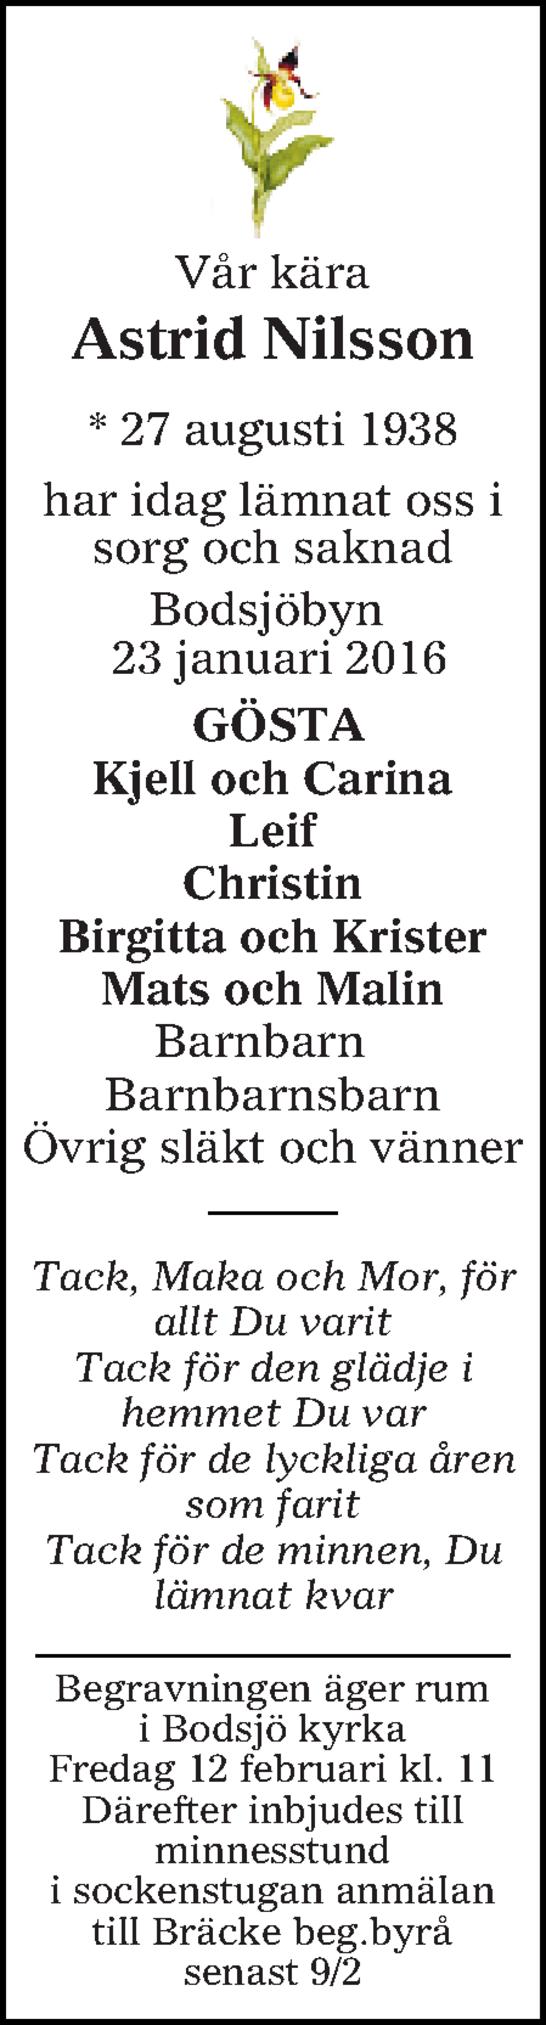 Vår kära
Astrid Nilsson
* 27 augusti 1938
har idag lämnat oss i
sorg och saknad
Bodsjöbyn
23 januari 2016
GÖSTA
Kjell och Carina
Leif
Christin
Birgitta och Krister
Mats och Malin
Barnbarn
Barnbarnsbarn
Övrig släkt och vänner
Tack, Maka och Mor, för
allt Du varit
Tack för den glädje i
hemmet Du var
Tack för de lyckliga åren
som farit
Tack för de minnen, Du
lämnat kvar
Begravningen äger rum
i Bodsjö kyrka
Fredag 12 februari kl. 11
Därefter inbjudes till
minnesstund
i sockenstugan anmälan
till Bräcke beg.byrå
senast 9/2